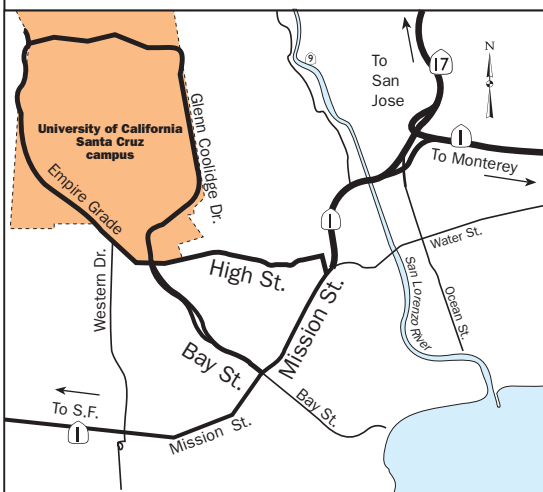 9
To
San
Jose
17
N
1
To Monterey
University of California
Santa Cruz
campus
Glenn Coolidge Dr.
Empire Grade
1
Water St.
High St.
Western Dr.
San Lorenzo River
Ocean St.
Mission St.
Bay St.
To S.F.
1
Mission St.
Bay St.